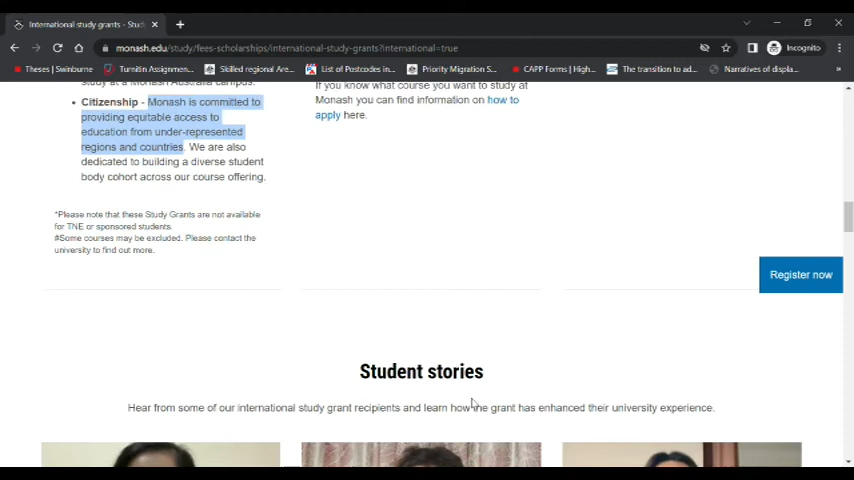 International study grants - Stud
monash.edu/study/fees-scholarships/international-study-grants?international=true
Incognito
Theses | Swinburne
Turnitin Assignmen...
Skilled regional Area...
List of Postcodes in...
Priority Migration S...
CAPP Forms | High...
The transition to ad...
Narratives of displa...
»
study at a Monash Australia campus.
• Citizenship - Monash is committed to
providing equitable access to
education from under-represented
regions and countries. We are also
dedicated to building a diverse student
body cohort across our course offering.
*Please note that these Study Grants are not available
for TNE or sponsored students.
#Some courses may be excluded. Please contact the
university to find out more.
If you know what course you want to study at
Monash you can find information on how to
apply here.
Register now
Student stories
Hear from some of our international study grant recipients and learn how the grant has enhanced their university experience.